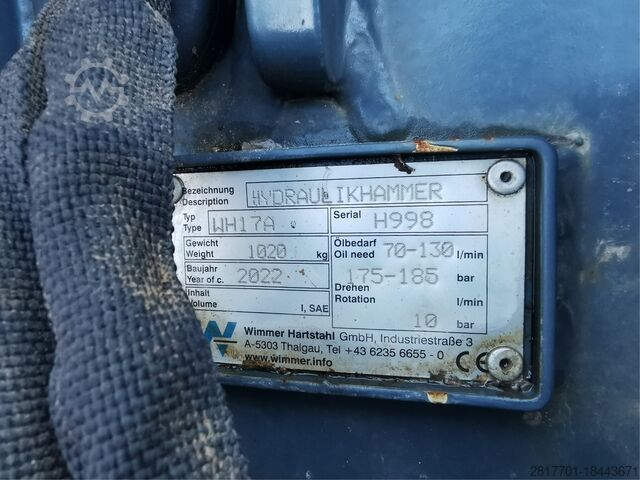 Bezeichnung
Description HYDRAULIKHAMMER
Typ
Type WH17A Serial H998
Gewicht
Weight 1020 kg
Ölbedarf
Oil need 70-130 l/min
Baujahr
Year of c. 2022
175-185 bar
Inhalt
Volume l, SAE
Drehen
Rotation l/min
10 bar
Wimmer Hartstahl GmbH, Industriestraße 3
A-5303 Thalgau, Tel +43 6235 6655 - 0
www.wimmer.info
CE
2817701-18443671